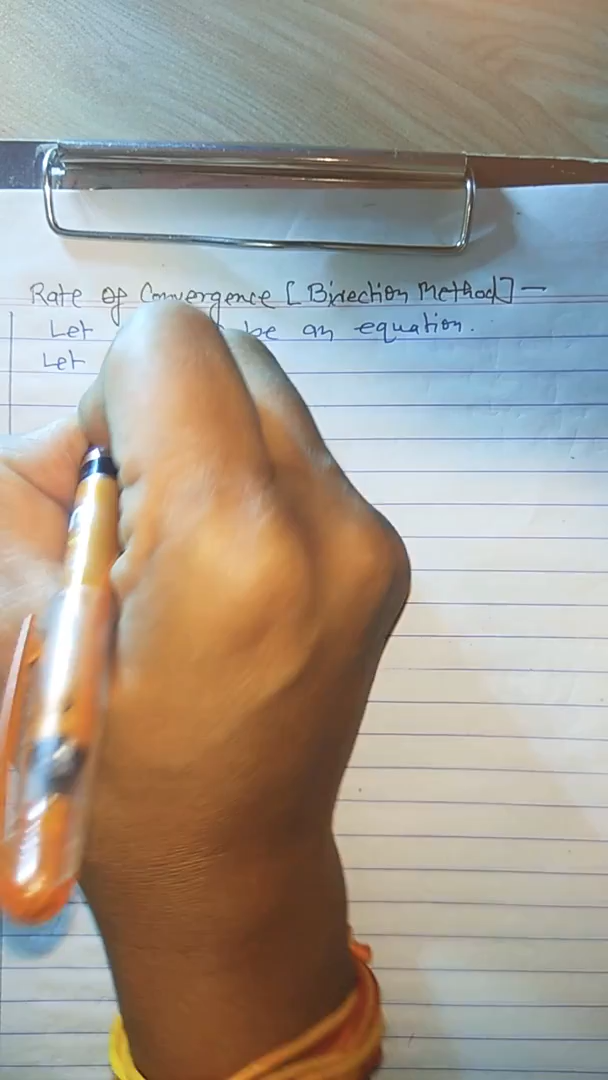 Rate of Convergence [Bisection Method] —
Let be an equation.
Let